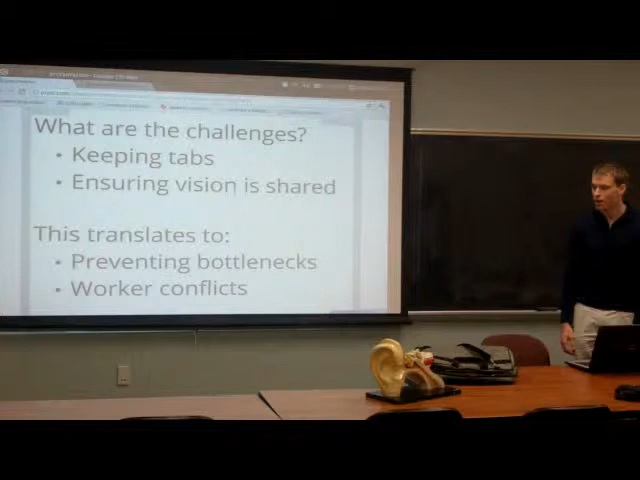 What are the challenges?
• Keeping tabs
• Ensuring vision is shared
This translates to:
• Preventing bottlenecks
• Worker conflicts